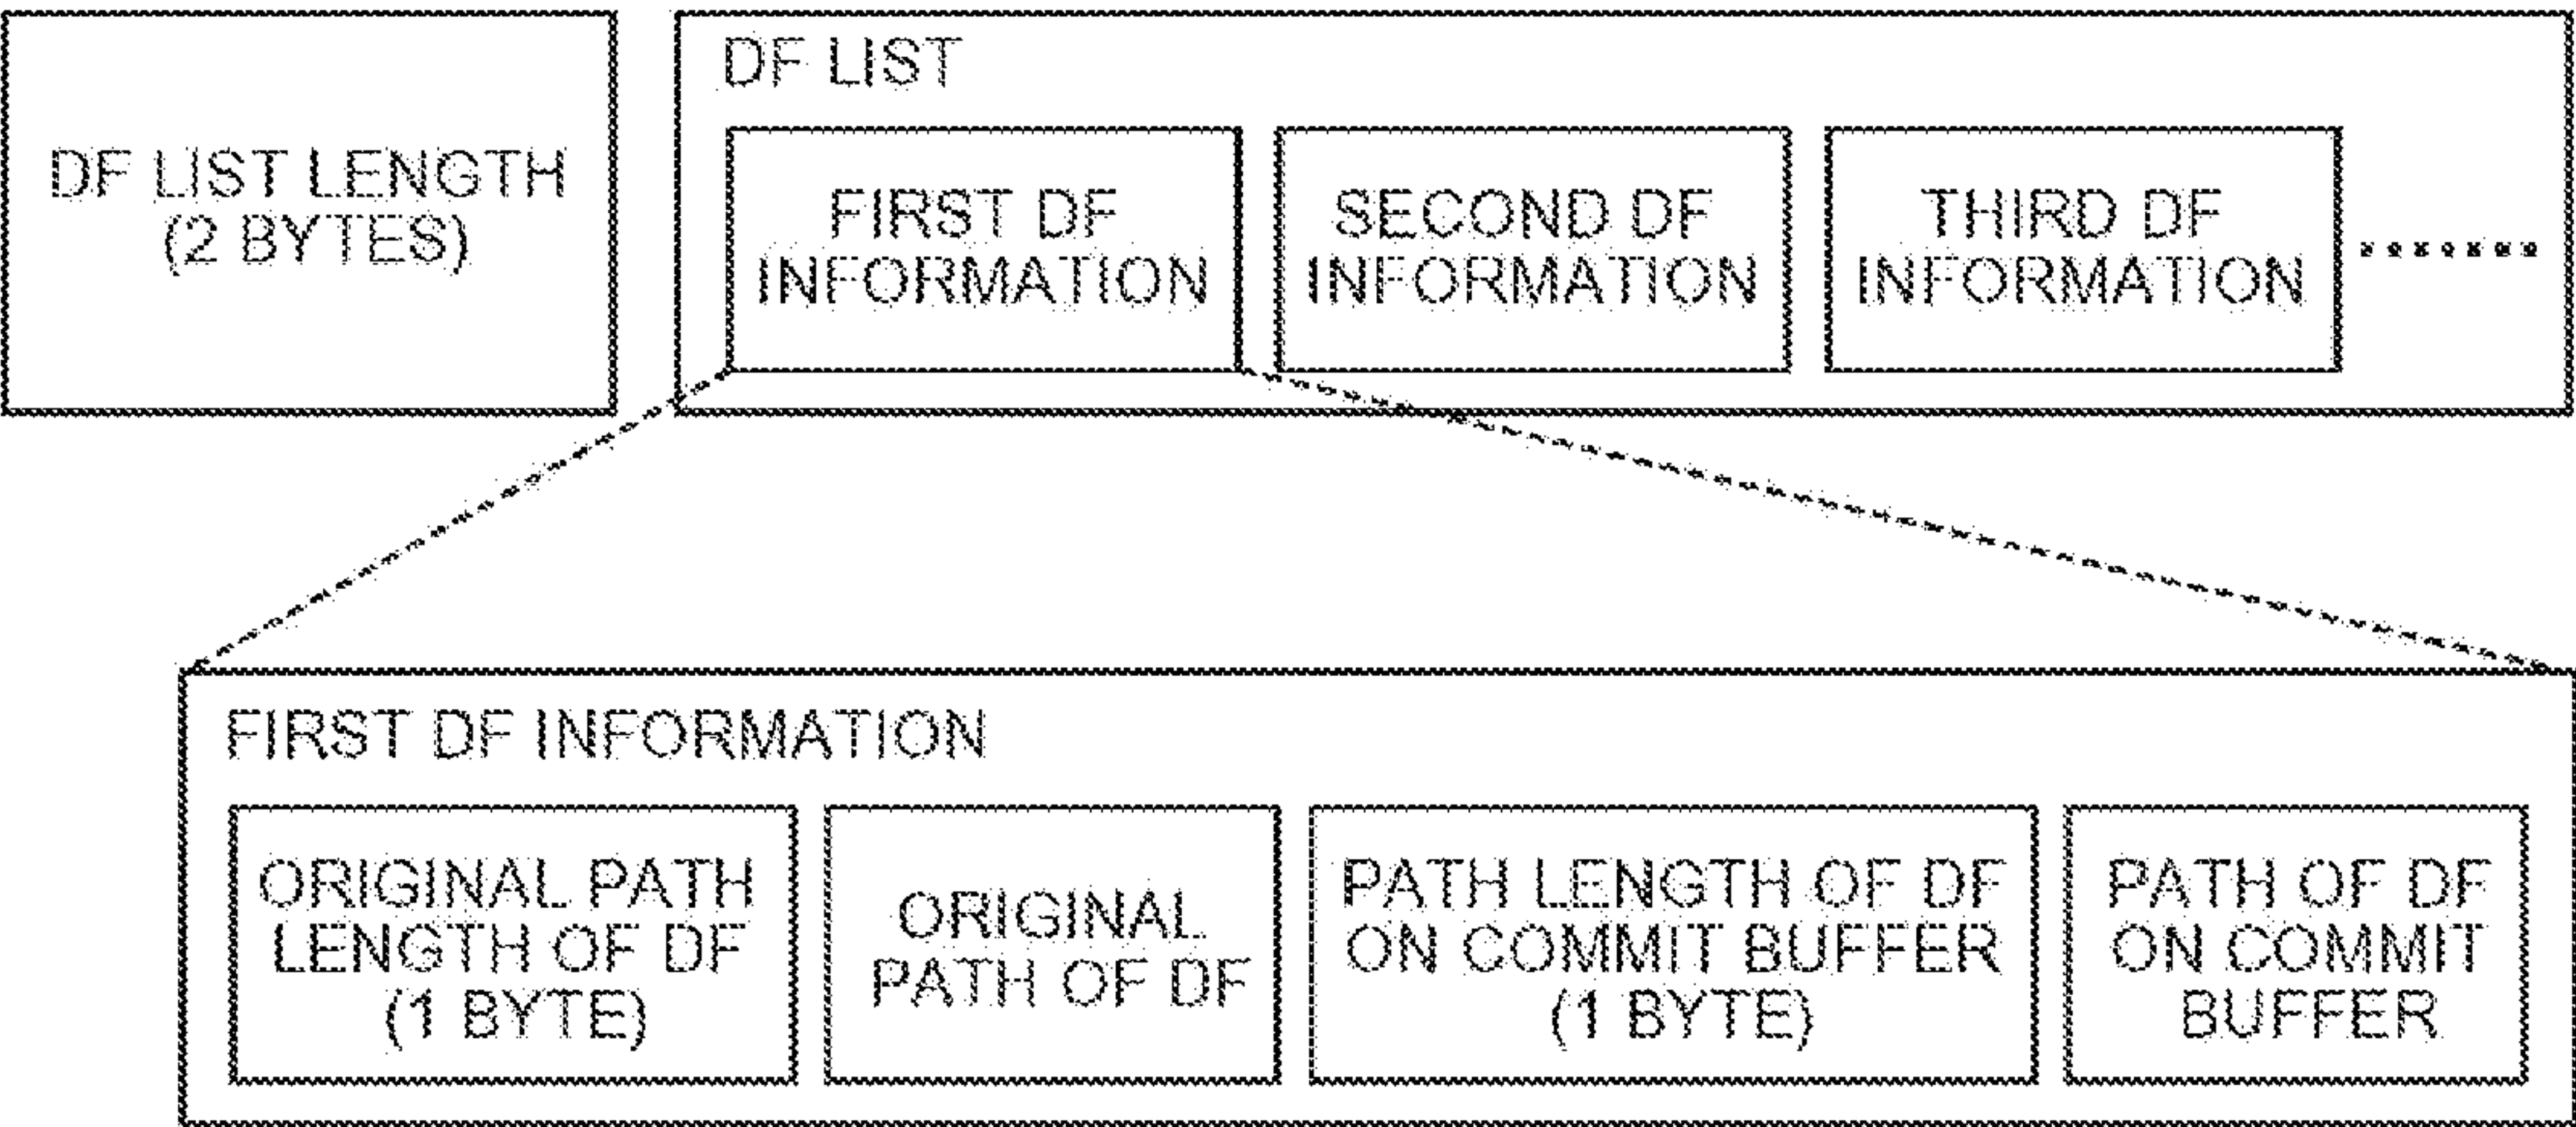 DF LIST LENGTH
(2 BYTES)
DF LIST
FIRST DF
INFORMATION
SECOND DF
INFORMATION
THIRD DF
INFORMATION
.......
FIRST DF INFORMATION
ORIGINAL PATH
LENGTH OF DF
(1 BYTE)
ORIGINAL
PATH OF DF
PATH LENGTH OF DF
ON COMMIT BUFFER
(1 BYTE)
PATH OF DF
ON COMMIT
BUFFER